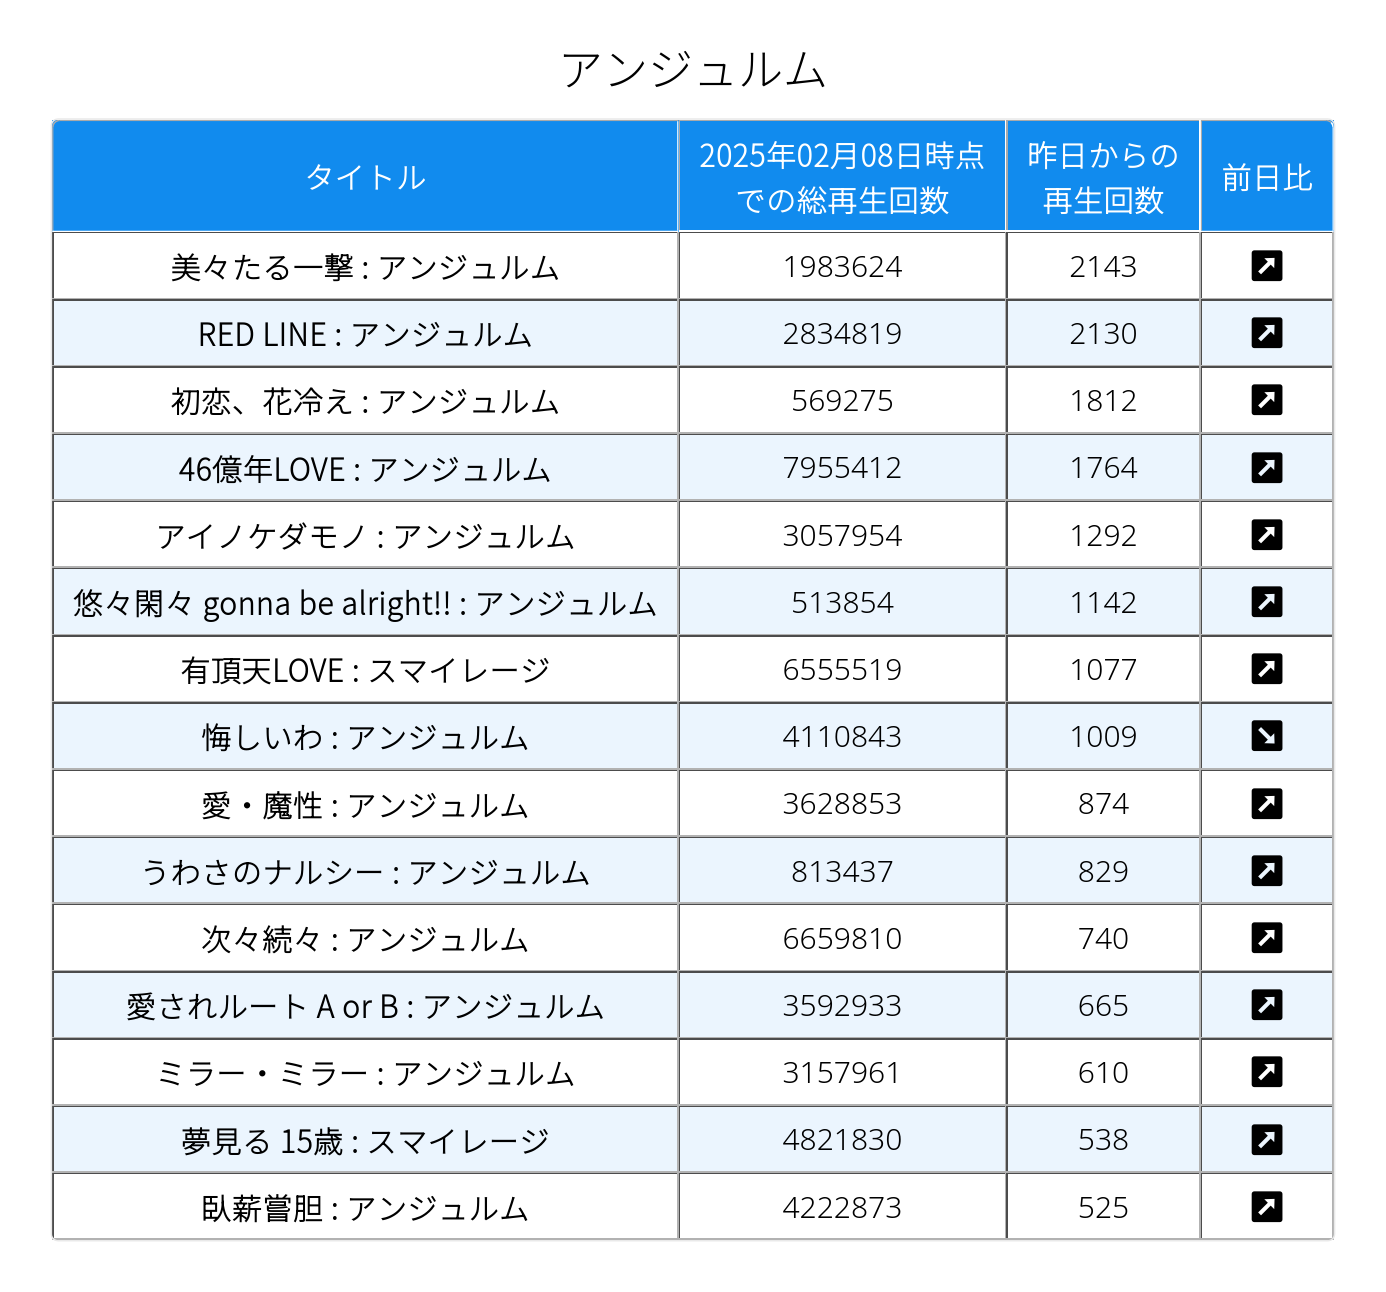 アンジュルム
タイトル 2025年02月08日時点での総再生回数 昨日からの再生回数 前日比
美々たる一撃 : アンジュルム 1983624 2143
RED LINE : アンジュルム 2834819 2130
初恋、花冷え : アンジュルム 569275 1812
46億年LOVE : アンジュルム 7955412 1764
アイノケダモノ : アンジュルム 3057954 1292
悠々閑々 gonna be alright!! : アンジュルム 513854 1142
有頂天LOVE : スマイレージ 6555519 1077
悔しいわ : アンジュルム 4110843 1009
愛・魔性 : アンジュルム 3628853 874
うわさのナルシー : アンジュルム 813437 829
次々続々 : アンジュルム 6659810 740
愛されルート A or B : アンジュルム 3592933 665
ミラー・ミラー : アンジュルム 3157961 610
夢見る 15歳 : スマイレージ 4821830 538
臥薪嘗胆 : アンジュルム 4222873 525